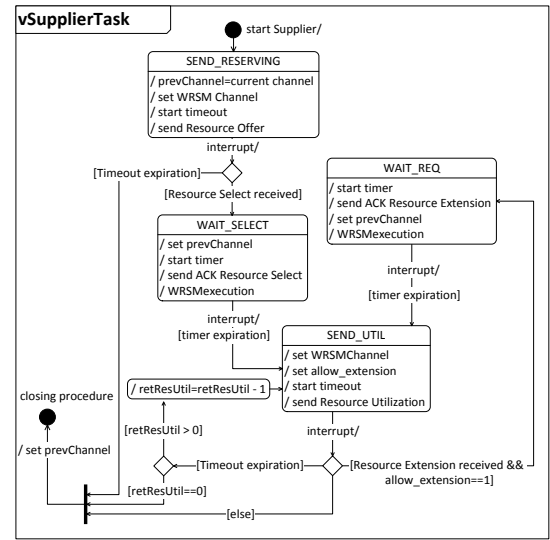 vSupplierTask
start Supplier/
SEND_RESERVING
/ prevChannel=current channel
/ set WRSM Channel
/ start timeout
/ send Resource Offer
interrupt/
[Timeout expiration]
[Resource Select received]
WAIT_REQ
/ start timer
/ send ACK Resource Extension
/ set prevChannel
/ WRSMexecution
interrupt/
[timer expiration]
WAIT_SELECT
/ set prevChannel
/ start timer
/ send ACK Resource Select
/ WRSMexecution
interrupt/
[timer expiration]
SEND_UTIL
/ set WRSMChannel
/ set allow_extension
/ start timeout
/ send Resource Utilization
interrupt/
/ retResUtil=retResUtil - 1
closing procedure
/ set prevChannel
[retResUtil > 0]
[Timeout expiration]
[Resource Extension received &&
allow_extension==1]
[retResUtil==0]
[else]